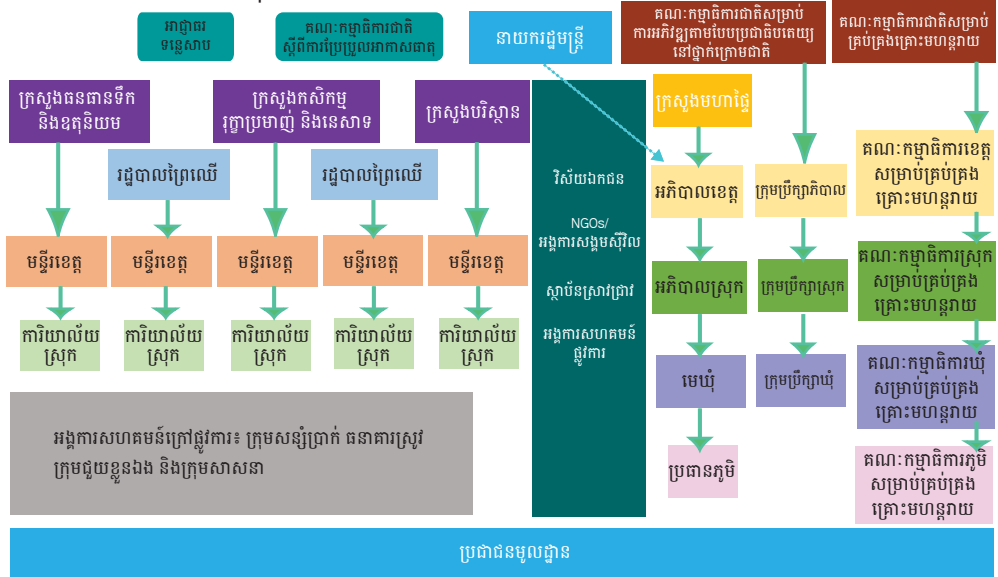 អាជ្ញាធរ
ទន្លេសាប
គណៈកម្មាធិការជាតិ
ស្តីពីការប្រែប្រួលអាកាសធាតុ
នាយករដ្ឋមន្ត្រី
គណៈកម្មាធិការជាតិសម្រាប់
ការអភិវឌ្ឍតាមបែបប្រជាធិបតេយ្យ
នៅថ្នាក់ក្រោមជាតិ
គណៈកម្មាធិការជាតិសម្រាប់
គ្រប់គ្រងគ្រោះមហន្តរាយ
ក្រសួងធនធានទឹក
និងឧតុនិយម
ក្រសួងកសិកម្ម
រុក្ខាប្រមាញ់ និងនេសាទ
ក្រសួងបរិស្ថាន
ក្រសួងមហាផ្ទៃ
រដ្ឋបាលព្រៃឈើ
រដ្ឋបាលព្រៃឈើ
វិស័យឯកជន
NGOs/
អង្គការសង្គមស៊ីវិល
ស្ថាប័នស្រាវជ្រាវ
អង្គការសហគមន៍
ផ្លូវការ
អភិបាលខេត្ត
ក្រុមប្រឹក្សាភិបាល
គណៈកម្មាធិការខេត្ត
សម្រាប់គ្រប់គ្រង
គ្រោះមហន្តរាយ
មន្ទីរខេត្ត
មន្ទីរខេត្ត
មន្ទីរខេត្ត
មន្ទីរខេត្ត
មន្ទីរខេត្ត
អភិបាលស្រុក
ក្រុមប្រឹក្សាស្រុក
គណៈកម្មាធិការស្រុក
សម្រាប់គ្រប់គ្រង
គ្រោះមហន្តរាយ
ការិយាល័យ
ស្រុក
ការិយាល័យ
ស្រុក
ការិយាល័យ
ស្រុក
ការិយាល័យ
ស្រុក
ការិយាល័យ
ស្រុក
មេឃុំ
ក្រុមប្រឹក្សាឃុំ
គណៈកម្មាធិការឃុំ
សម្រាប់គ្រប់គ្រង
គ្រោះមហន្តរាយ
អង្គការសហគមន៍ក្រៅផ្លូវការ៖ ក្រុមសន្សំប្រាក់ ធនាគារស្រូវ
ក្រុមជួយខ្លួនឯង និងក្រុមសាសនា
ប្រធានភូមិ
គណៈកម្មាធិការភូមិ
សម្រាប់គ្រប់គ្រង
គ្រោះមហន្តរាយ
ប្រជាជនមូលដ្ឋាន